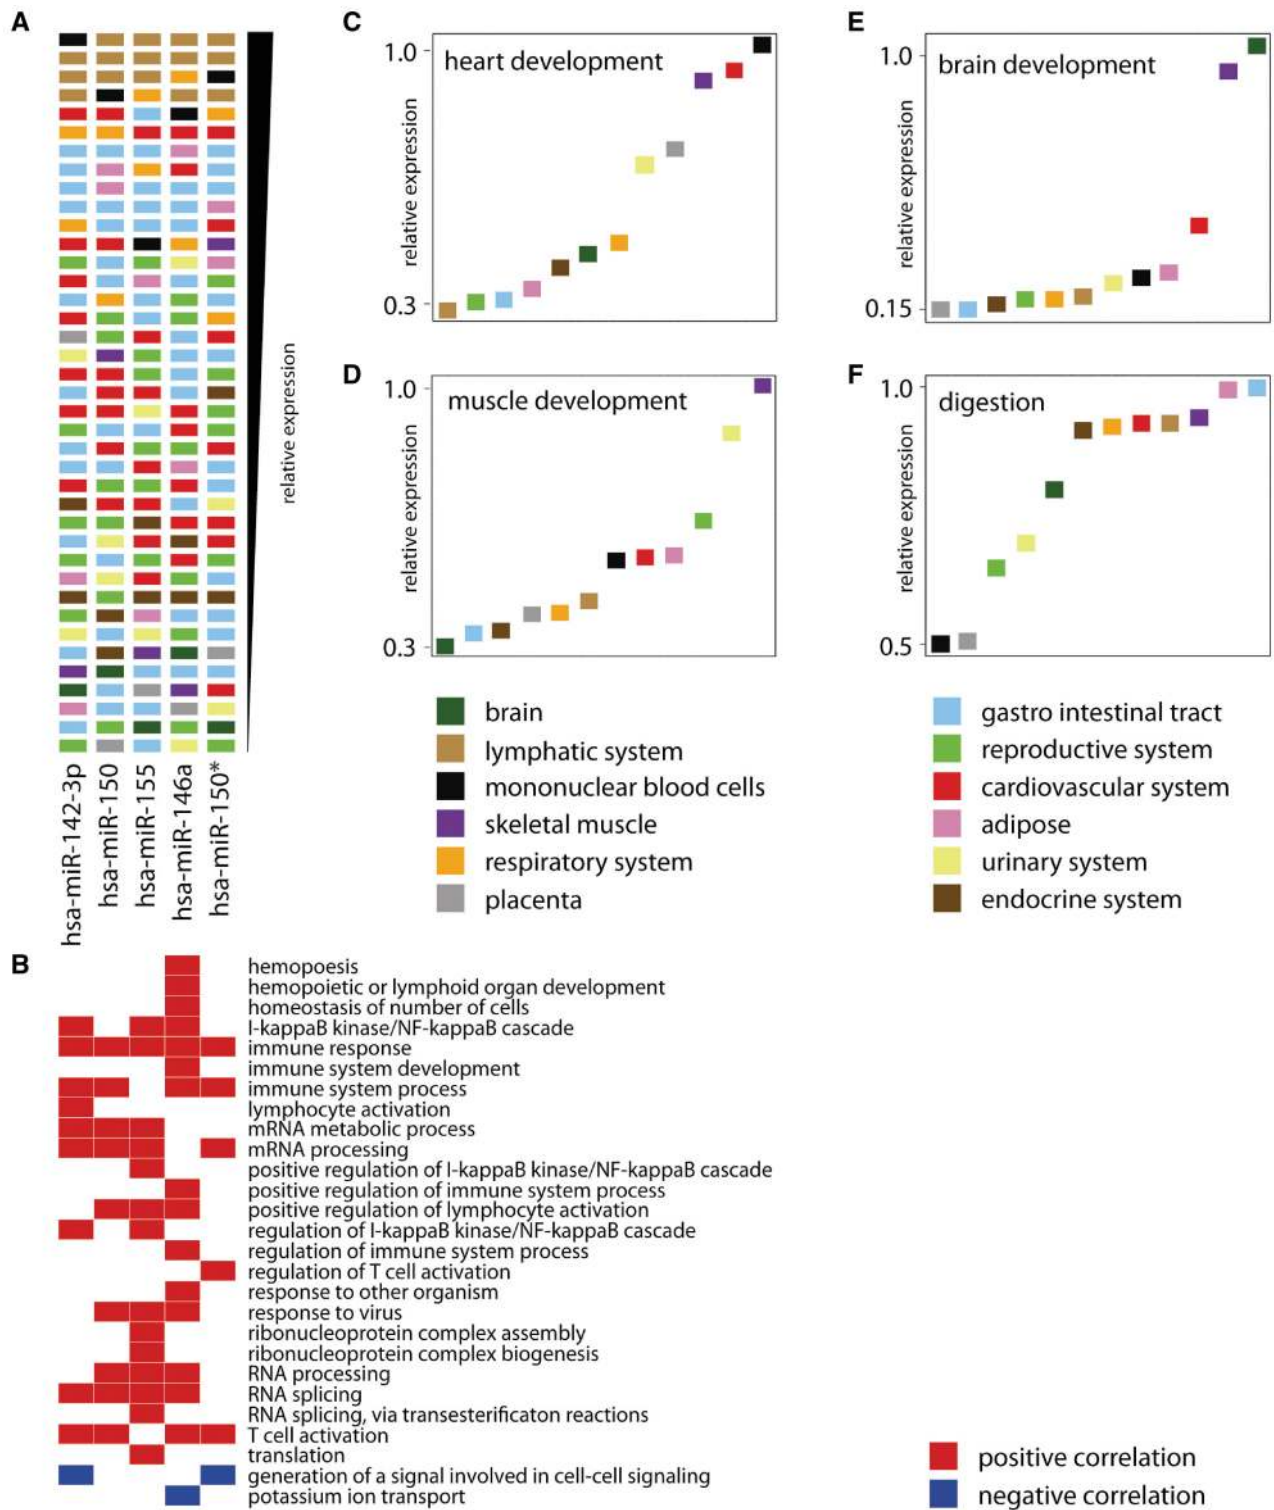 A
relative expression
hsa-miR-142-3p
hsa-miR-150
hsa-miR-155
hsa-miR-146a
hsa-miR-150*
C
1.0
heart development
relative expression
0.3
E
1.0
brain development
relative expression
0.15
D
1.0
muscle development
relative expression
0.3
F
1.0
digestion
relative expression
0.5
brain
lymphatic system
mononuclear blood cells
skeletal muscle
respiratory system
placenta
gastro intestinal tract
reproductive system
cardiovascular system
adipose
urinary system
endocrine system
B
hemopoesis
hemopoietic or lymphoid organ development
homeostasis of number of cells
I-kappaB kinase/NF-kappaB cascade
immune response
immune system development
immune system process
lymphocyte activation
mRNA metabolic process
mRNA processing
positive regulation of I-kappaB kinase/NF-kappaB cascade
positive regulation of immune system process
positive regulation of lymphocyte activation
regulation of I-kappaB kinase/NF-kappaB cascade
regulation of immune system process
regulation of T cell activation
response to other organism
response to virus
ribonucleoprotein complex assembly
ribonucleoprotein complex biogenesis
RNA processing
RNA splicing
RNA splicing, via transesterificaton reactions
T cell activation
translation
generation of a signal involved in cell-cell signaling
potassium ion transport
positive correlation
negative correlation